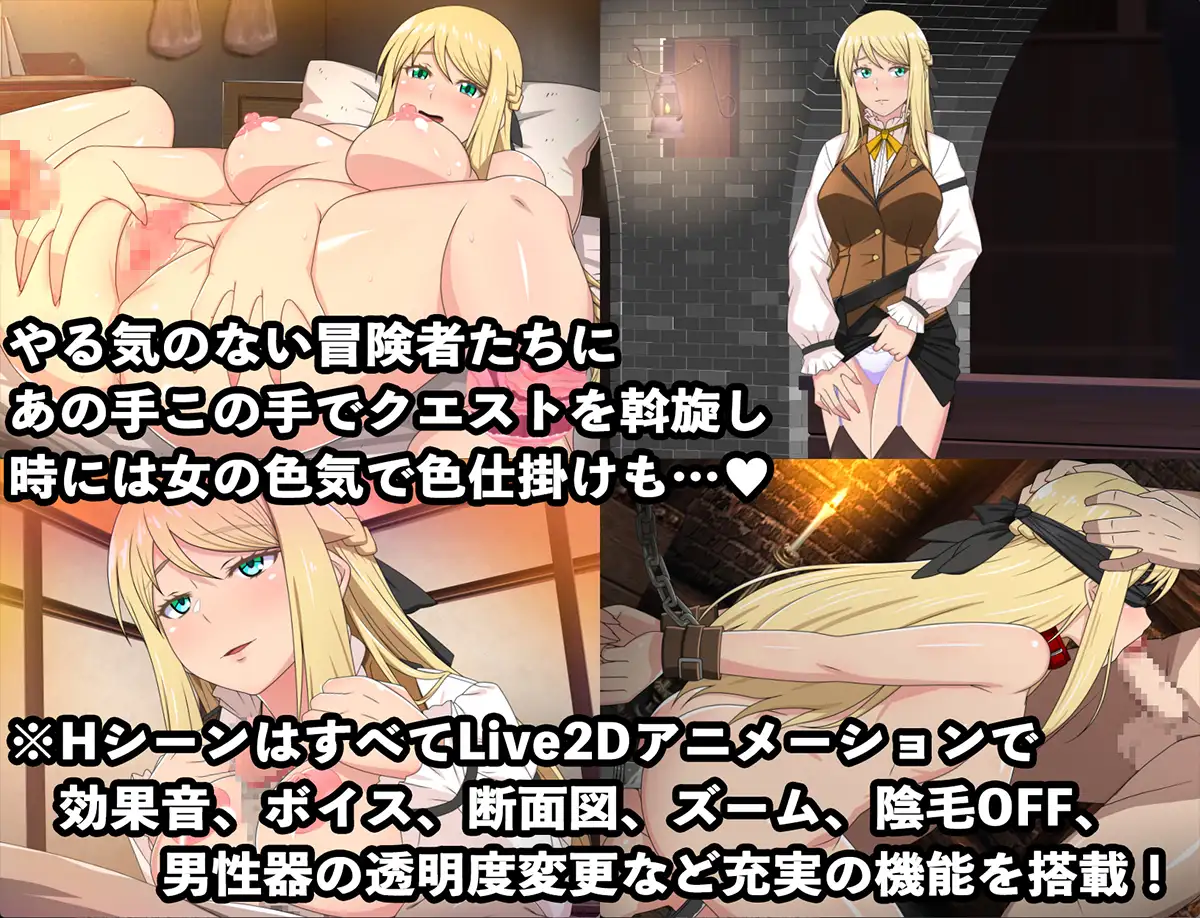 やる気のない冒険者たちに
あの手この手でクエストを斡旋し
時には女の色気で色仕掛けも…♥
※HシーンはすべてLive2Dアニメーションで
効果音、ボイス、断面図、ズーム、陰毛OFF、
男性器の透明度変更など充実の機能を搭載！